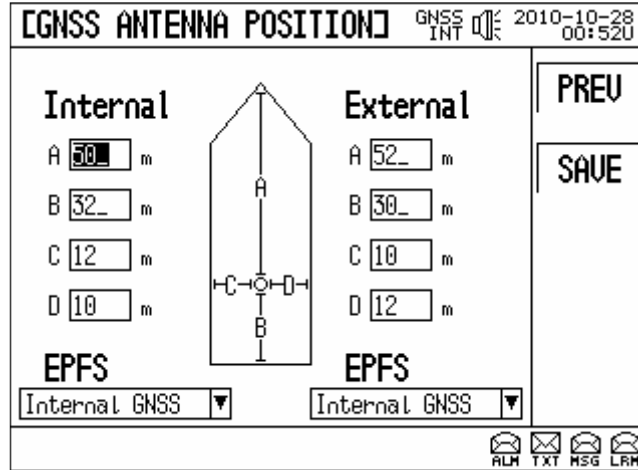 [GNSS ANTENNA POSITION] GNSS INT 2010-10-28 00:52U
PREV
SAVE
Internal External
A 50_ m A 52_ m
B 32_ m B 30_ m
C 12 m C 10 m
D 10 m D 12 m
A
C D
B
EPFS EPFS
Internal GNSS Internal GNSS
ALM TXT MSG LRM